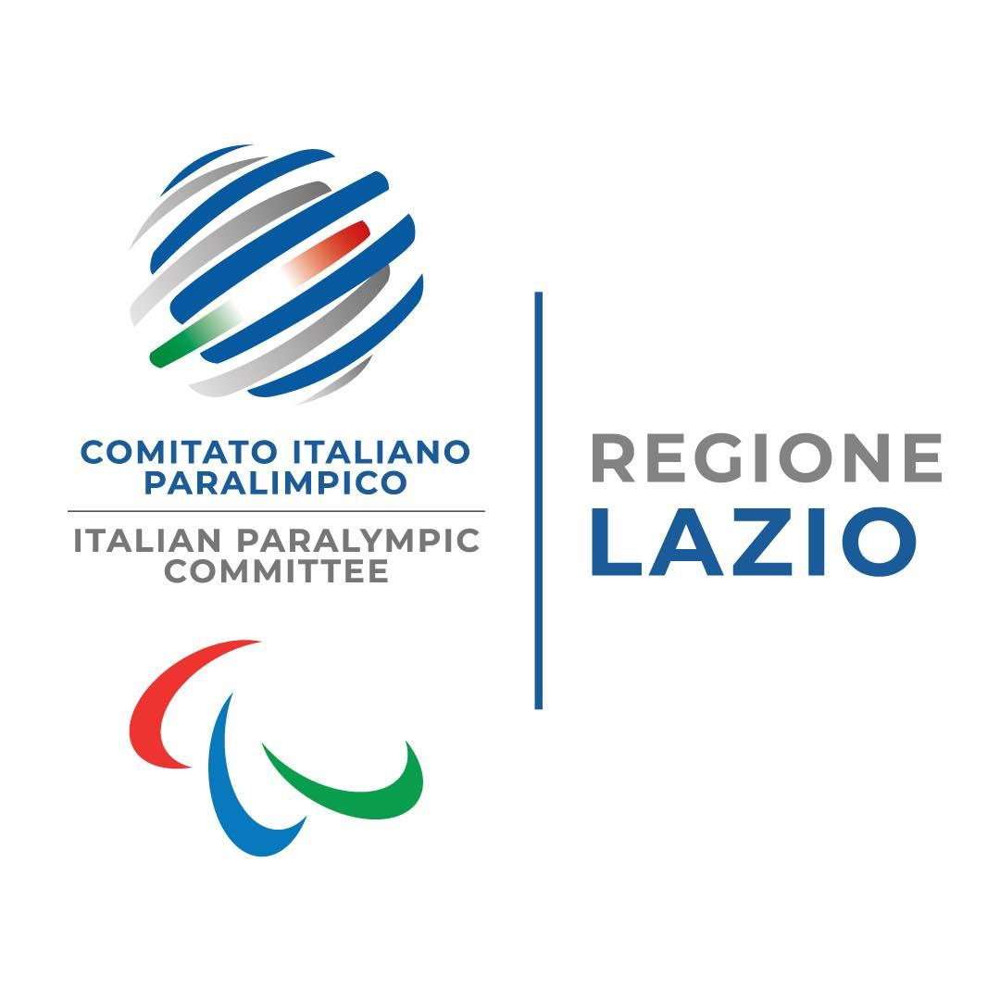 COMITATO ITALIANO
PARALIMPICO
ITALIAN PARALYMPIC
COMMITTEE
REGIONE
LAZIO